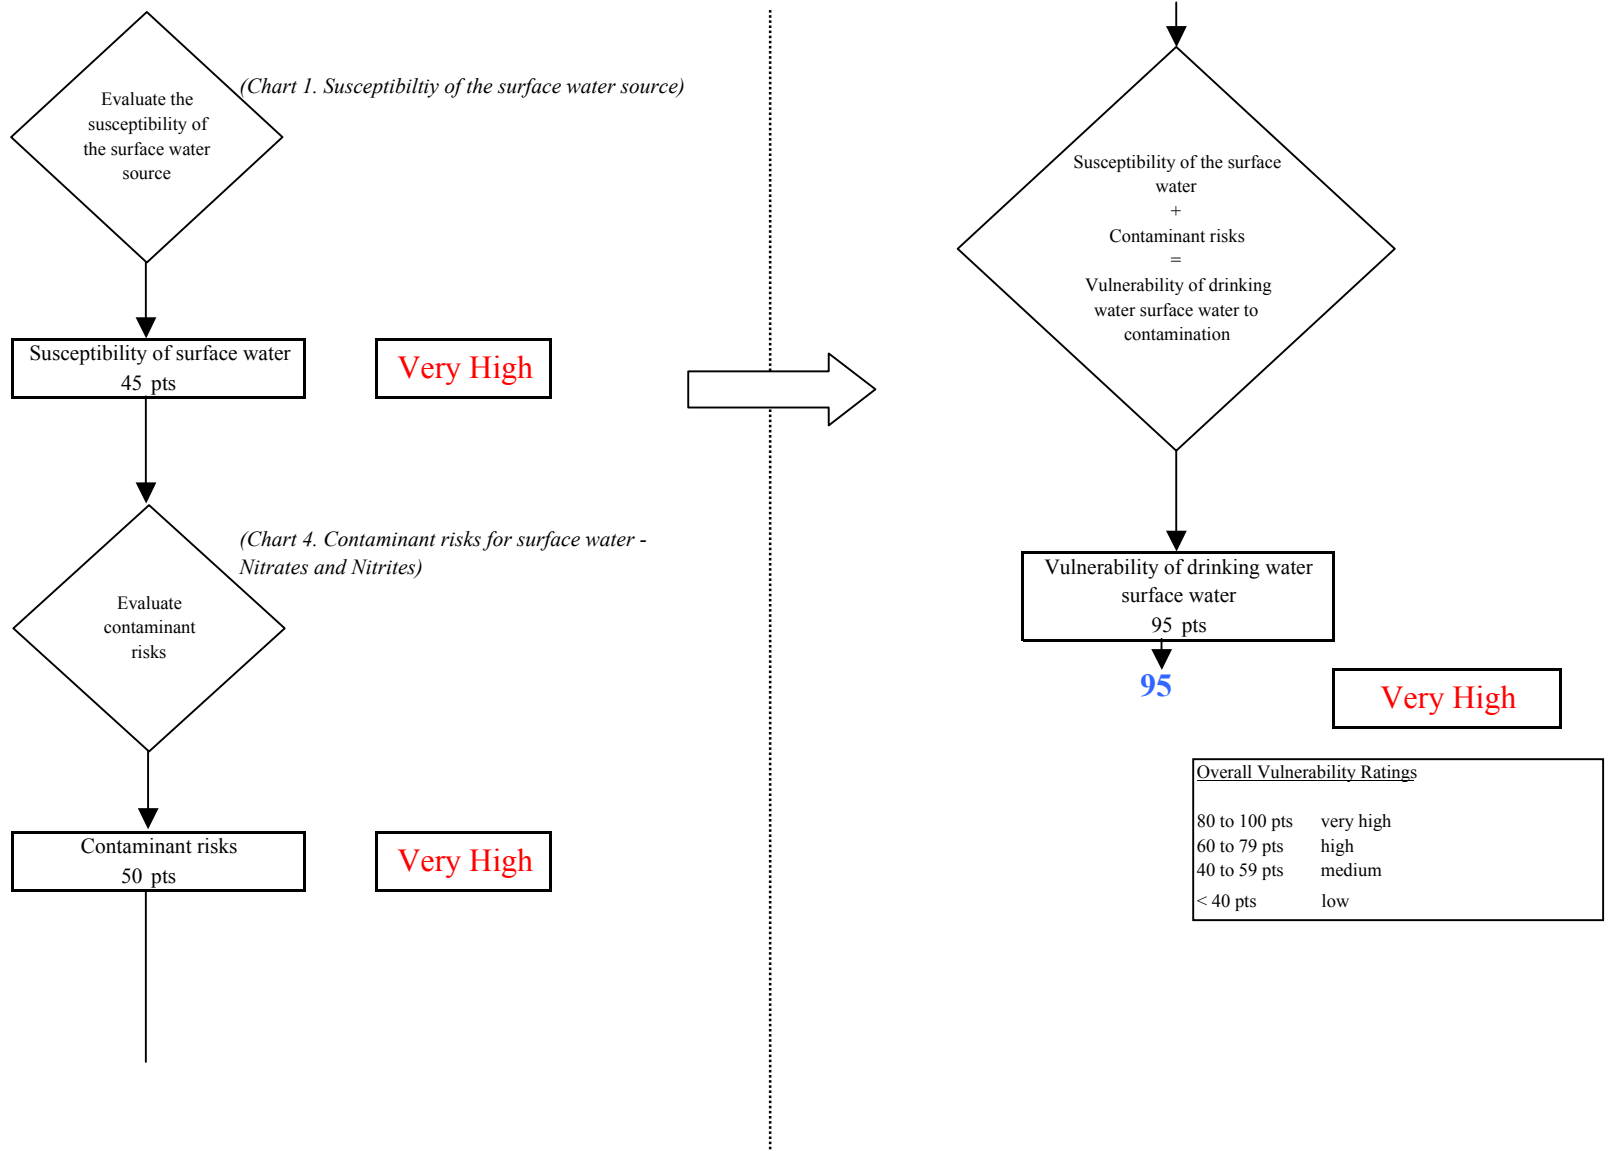 Evaluate the
susceptibility of
the surface water
source
(Chart 1. Susceptibiltiy of the surface water source)
Susceptibility of surface water
45 pts
Very High
Evaluate
contaminant
risks
(Chart 4. Contaminant risks for surface water -
Nitrates and Nitrites)
Contaminant risks
50 pts
Very High
Susceptibility of the surface
water
+
Contaminant risks
=
Vulnerability of drinking
water surface water to
contamination
Vulnerability of drinking water
surface water
95 pts
95
Very High
Overall Vulnerability Ratings
80 to 100 pts very high
60 to 79 pts high
40 to 59 pts medium
< 40 pts low